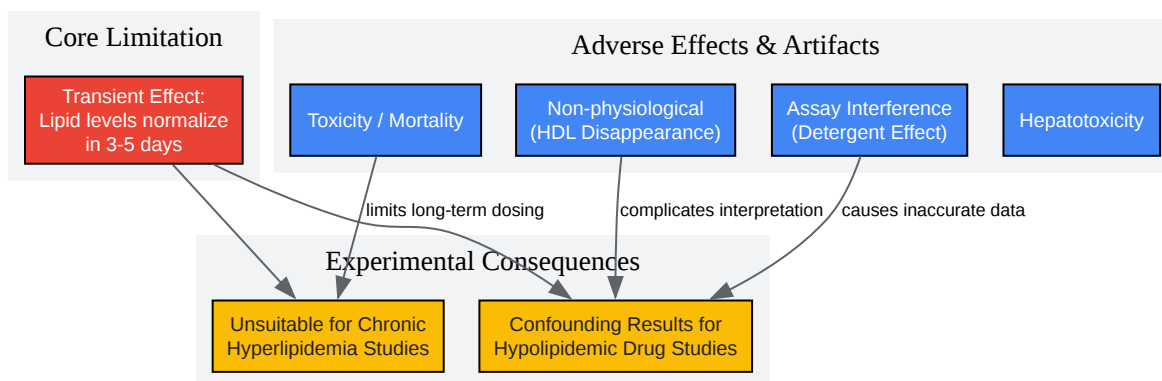 Core Limitation
Transient Effect:
Lipid levels normalize
in 3-5 days
Adverse Effects & Artifacts
Toxicity / Mortality
Non-physiological
(HDL Disappearance)
Assay Interference
(Detergent Effect)
Hepatotoxicity
limits long-term dosing
complicates interpretation
causes inaccurate data
Experimental Consequences
Unsuitable for Chronic
Hyperlipidemia Studies
Confounding Results for
Hypolipidemic Drug Studies